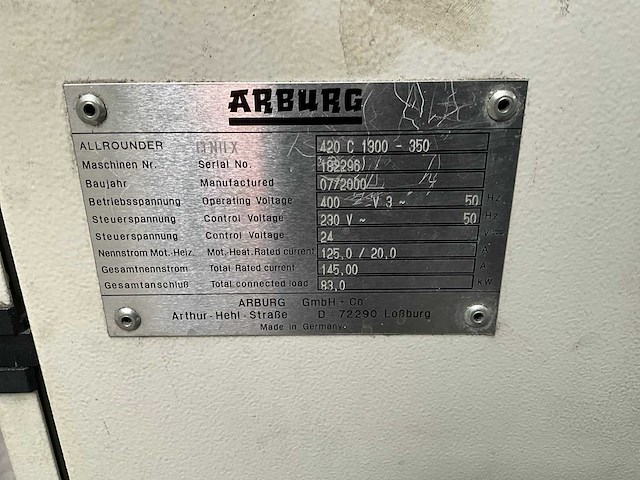 ARBURG
ALLROUNDER CENTEX 420 C 1300 - 350
Maschinen Nr. Serial No. 182296
Baujahr Manufactured 07/2000
Betriebsspannung Operating Voltage 400 V 3 ~ 50 Hz
Steuerspannung Control Voltage 230 V ~ 50 Hz
Steuerspannung Control Voltage 24
Nennstrom Mot.-Heiz. Mot. Heat. Rated current 125,0 / 20,0 A
Gesamtnennstrom Total Rated current 145,00 A
Gesamtanschluß Total connected load 83,0 kW
ARBURG GmbH + Co
Arthur - Hehl - Straße D - 72290 Loßburg
Made in Germany